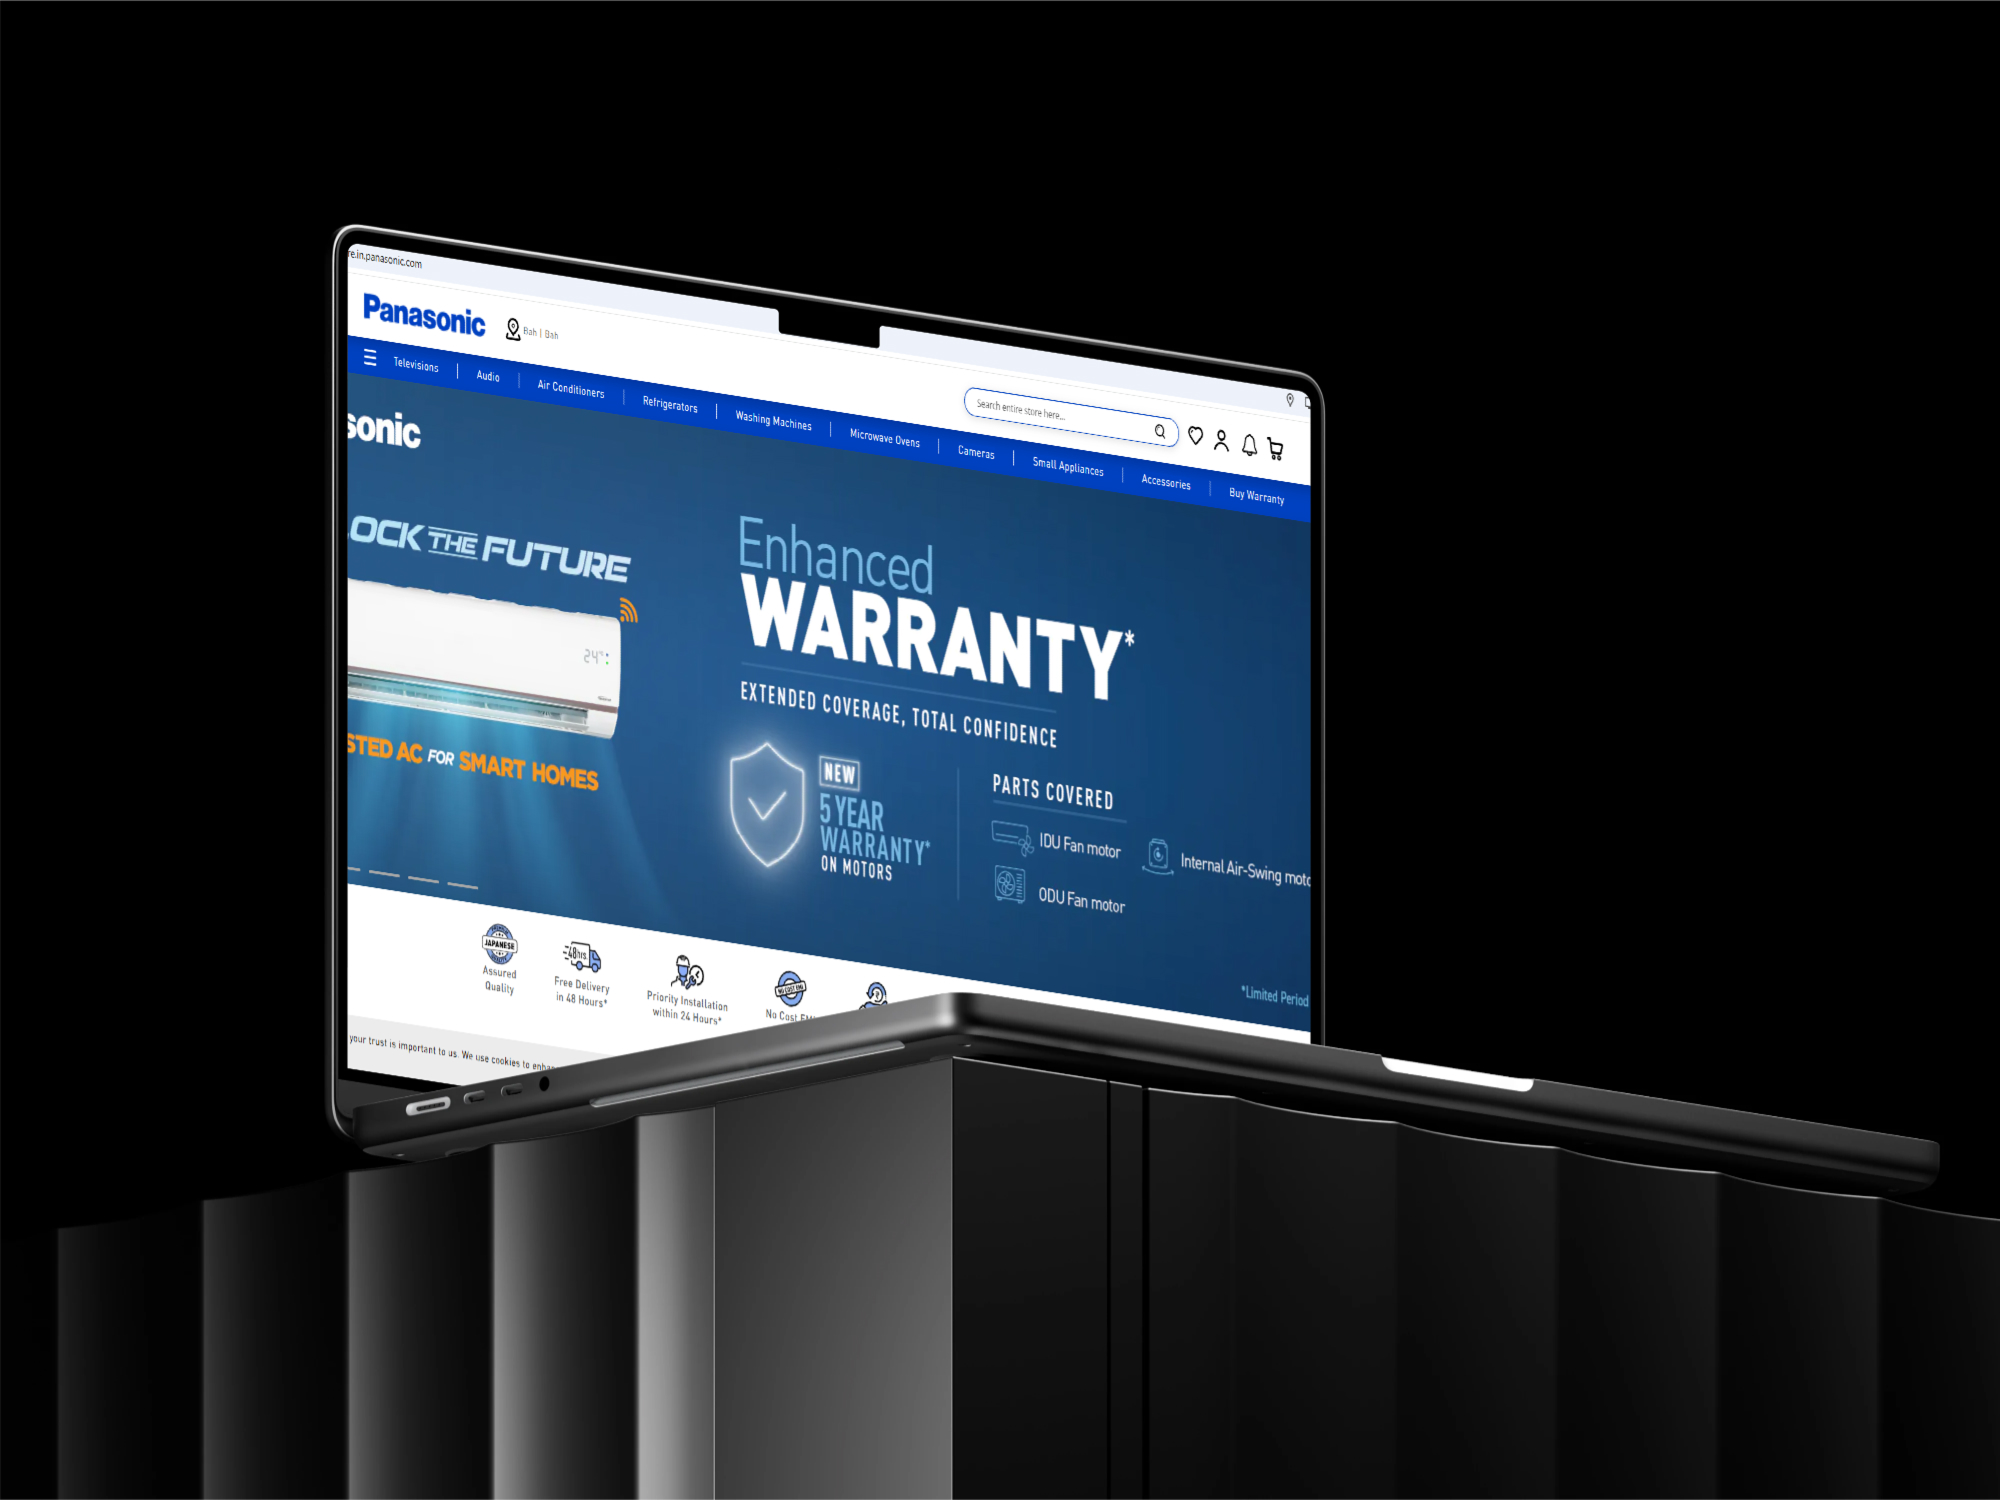 re.in.panasonic.com
Panasonic
Bah | Bah
Search entire store here...
Televisions
Audio
Air Conditioners
Refrigerators
Washing Machines
Microwave Ovens
Cameras
Small Appliances
Accessories
Buy Warranty
sonic
LOCK THE FUTURE
24°
STED AC FOR SMART HOMES
Enhanced
WARRANTY*
EXTENDED COVERAGE, TOTAL CONFIDENCE
NEW
5 YEAR
WARRANTY*
ON MOTORS
PARTS COVERED
IDU Fan motor
Internal Air-Swing moto
ODU Fan motor
*Limited Period
JAPANESE
Assured
Quality
48hrs.
Free Delivery
in 48 Hours*
Priority Installation
within 24 Hours*
NO COST EMI
No Cost EMI
your trust is important to us. We use cookies to enha